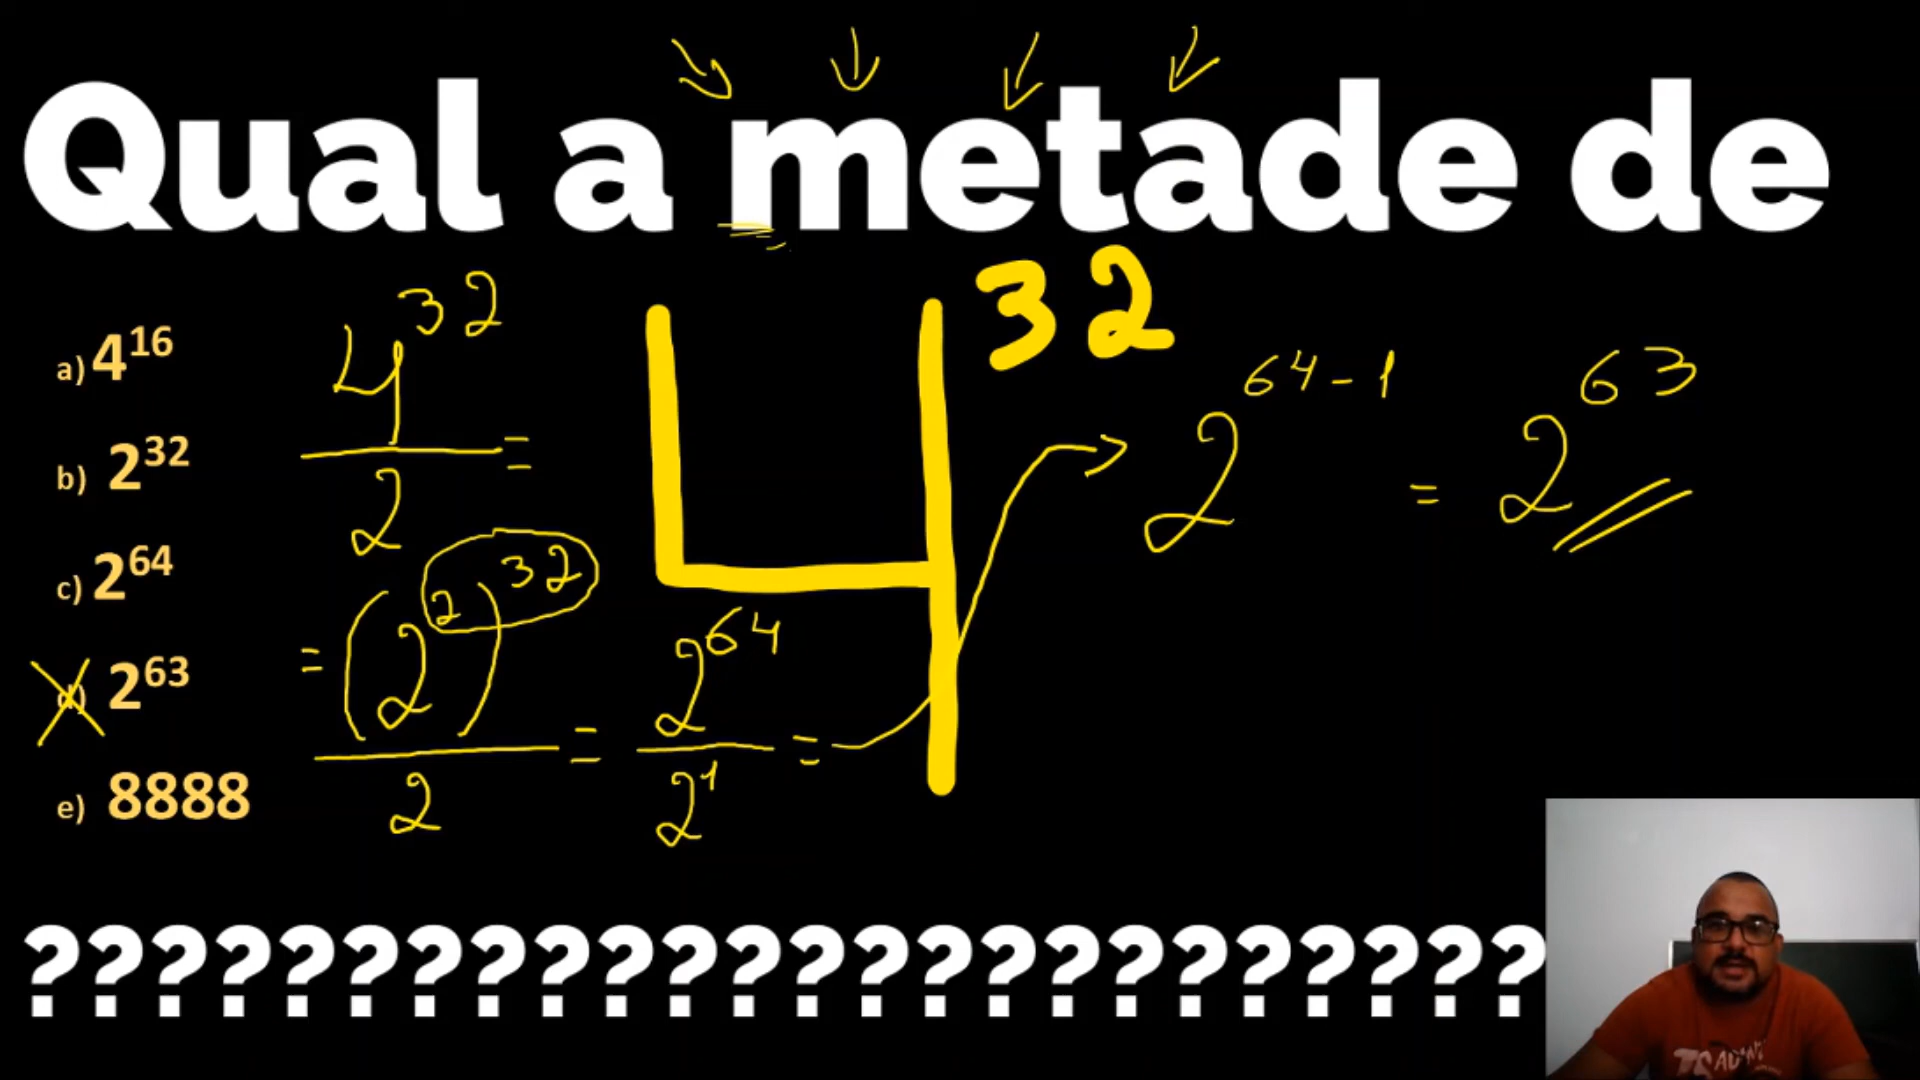 Qual a metade de
4^32
a) 4^16
b) 2^32
c) 2^64
d) 2^63
e) 8888
4^32 / 2 =
= (2^2)^32 / 2 = 2^64 / 2^1 =
2^64-1 = 2^63
????????????????????????